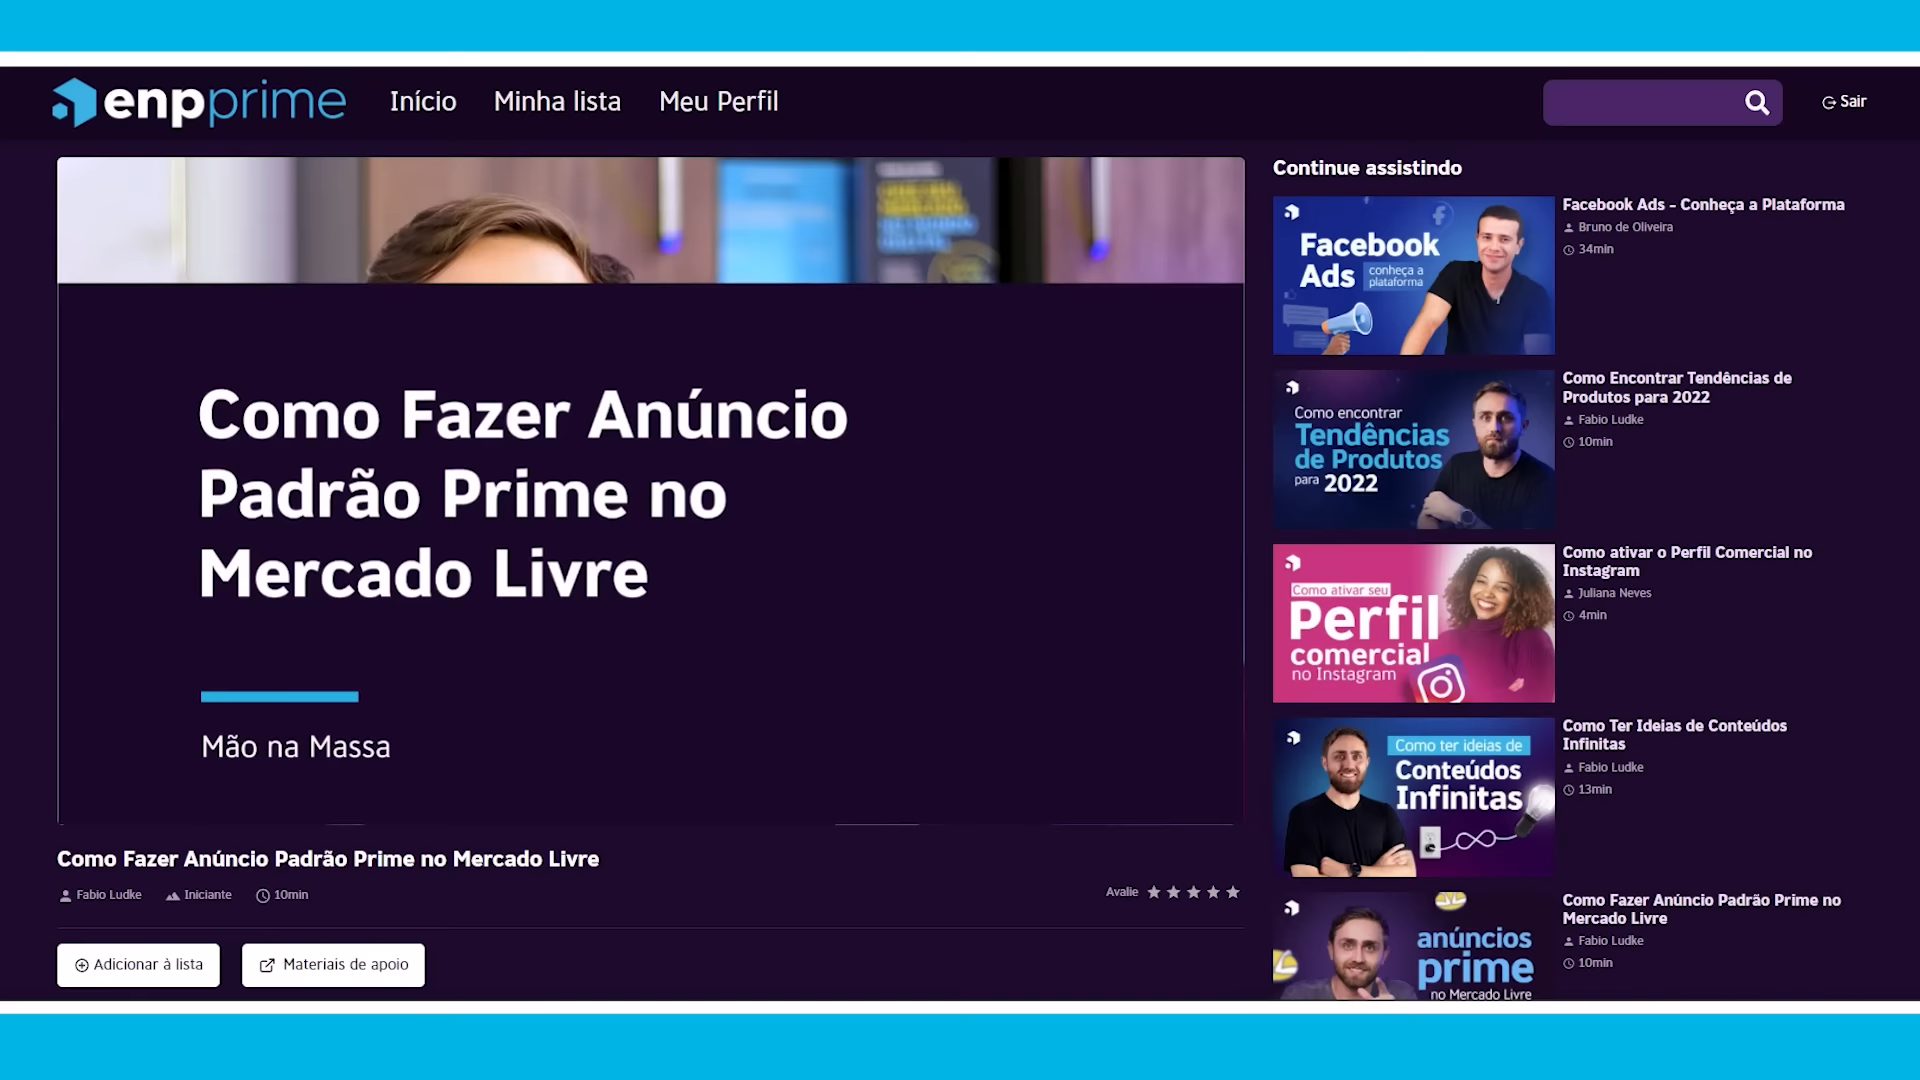 enpprime
Início
Minha lista
Meu Perfil
Sair
Como Fazer Anúncio
Padrão Prime no
Mercado Livre
Mão na Massa
Como Fazer Anúncio Padrão Prime no Mercado Livre
Fabio Ludke
Iniciante
10min
Avalie
Adicionar à lista
Materiais de apoio
Continue assistindo
Facebook
Ads
conheça a
plataforma
Facebook Ads - Conheça a Plataforma
Bruno de Oliveira
34min
Como encontrar
Tendências
de Produtos
para 2022
Como Encontrar Tendências de
Produtos para 2022
Fabio Ludke
10min
Como ativar seu
Perfil
comercial
no Instagram
Como ativar o Perfil Comercial no
Instagram
Juliana Neves
4min
Como ter ideias de
Conteúdos
Infinitas
Como Ter Ideias de Conteúdos
Infinitas
Fabio Ludke
13min
anúncios
prime
no Mercado Livre
Como Fazer Anúncio Padrão Prime no
Mercado Livre
Fabio Ludke
10min